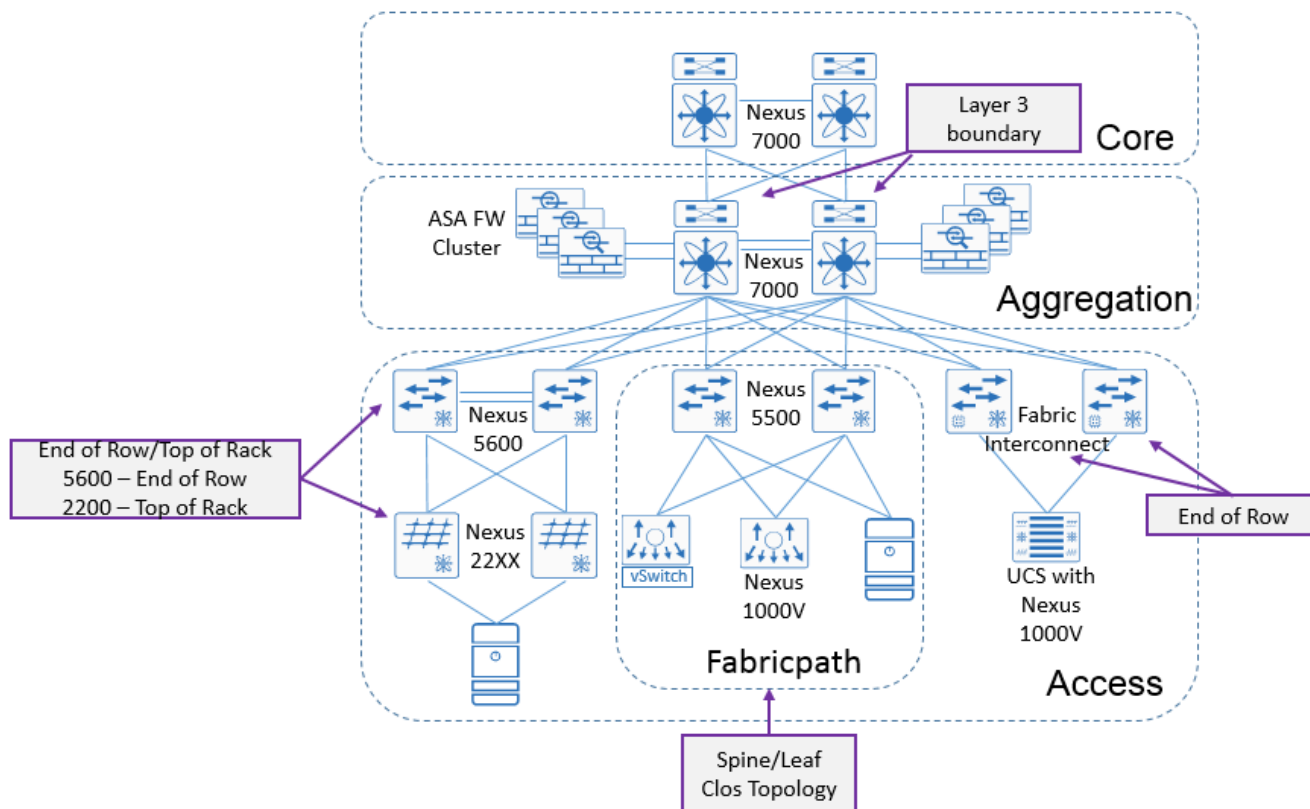 Nexus
7000
Layer 3
boundary
Core
ASA FW
Cluster
Nexus
7000
Aggregation
Nexus
5600
Nexus
5500
Fabric
Interconnect
End of Row/Top of Rack
5600 – End of Row
2200 – Top of Rack
End of Row
Nexus
22XX
vSwitch
Nexus
1000V
UCS with
Nexus
1000V
Fabricpath
Access
Spine/Leaf
Clos Topology